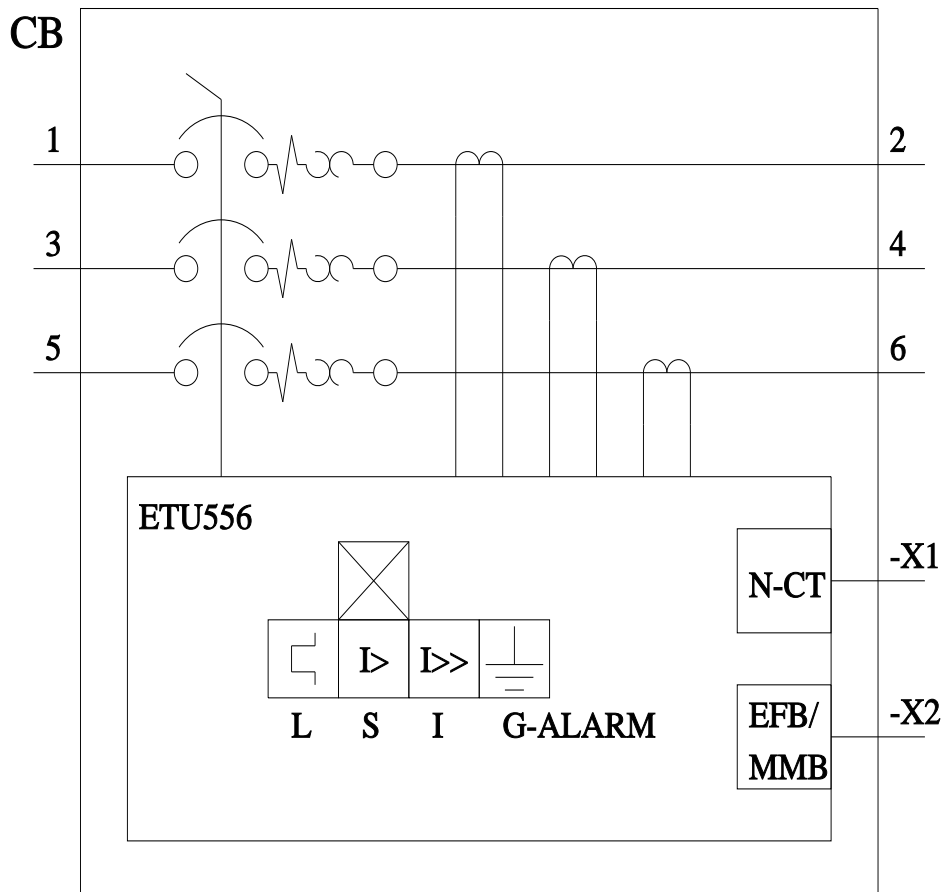 CB
1 2
3 4
5 6
ETU556
N-CT -X1
I> I>>
L S I G-ALARM
EFB/ -X2
MMB